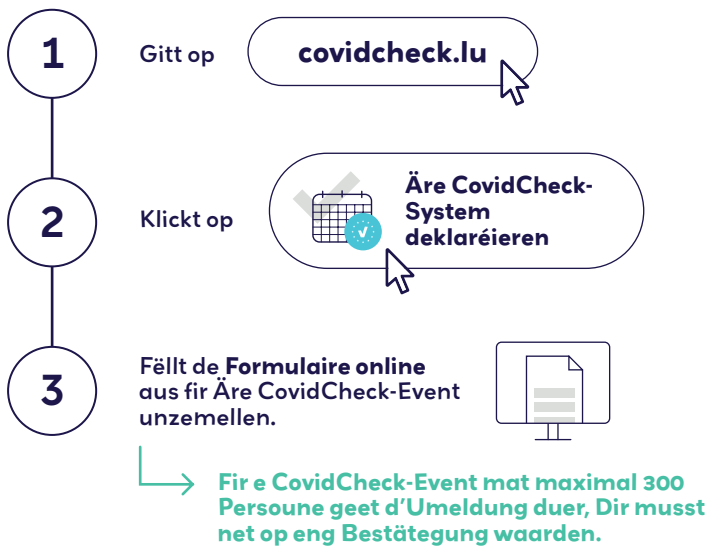 1
Gitt op
covidcheck.lu
2
Klickt op
Äre CovidCheck-
System
deklaréieren
3
Fëllt de Formulaire online
aus fir Äre CovidCheck-Event
unzemellen.
Fir e CovidCheck-Event mat maximal 300
Persoune geet d’Umeldung duer, Dir musst
net op eng Bestätegung waarden.